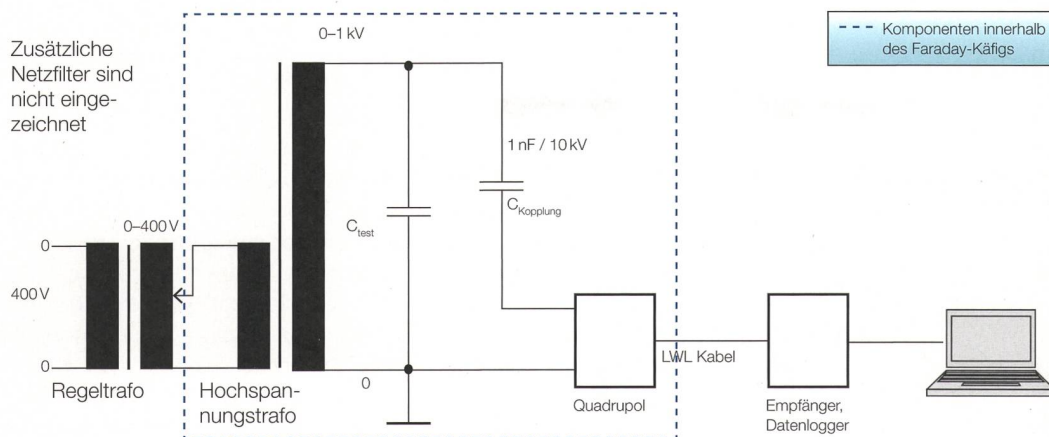 Zusätzliche
Netzfilter sind
nicht einge-
zeichnet
0–1 kV
Komponenten innerhalb
des Faraday-Käfigs
1 nF / 10 kV
C_Kopplung
C_test
0–400 V
0
400 V
0
Regeltrafo
Hochspan-
nungstrafo
0
Quadrupol
LWL Kabel
Empfänger,
Datenlogger